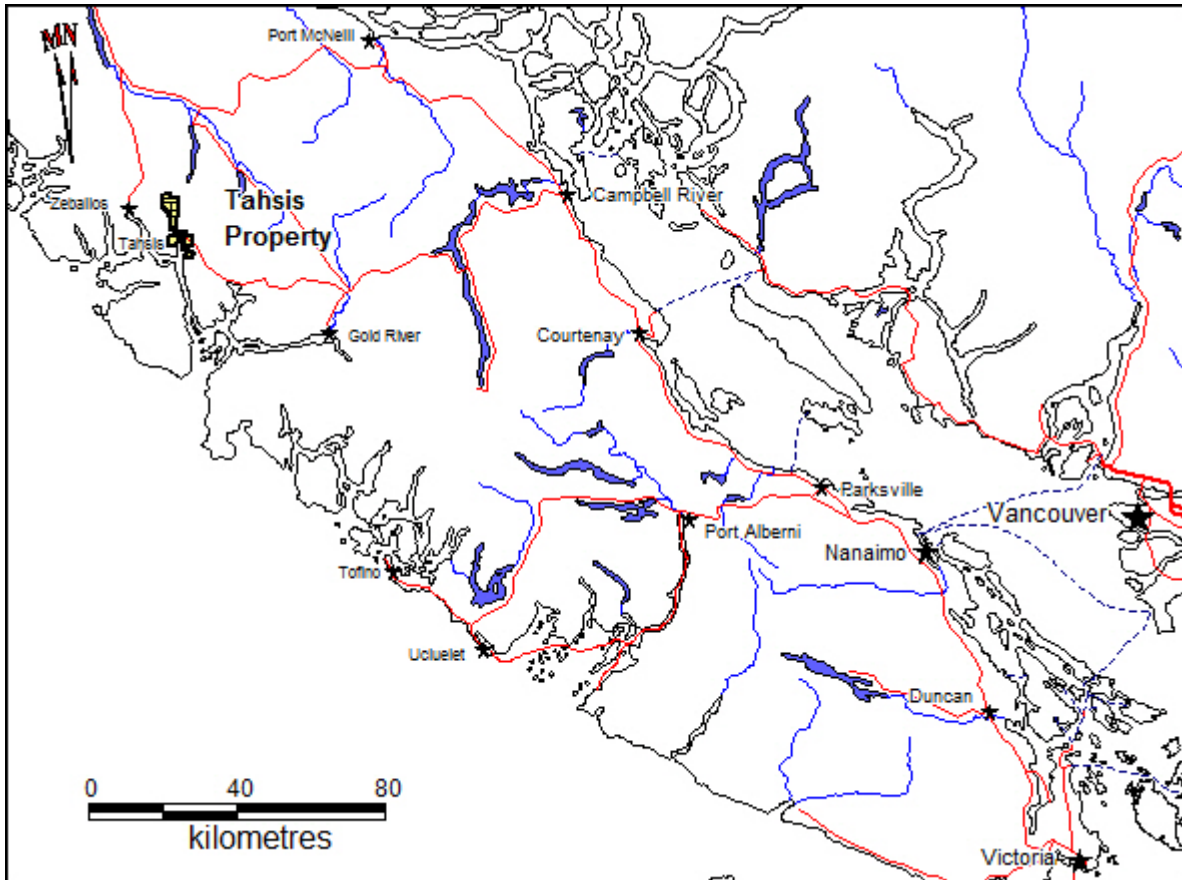 Port McNeill
MN
Tahsis
Property
Zeballos
Tahsis
Campbell River
Gold River
Courtenay
Parksville
Port Alberni
Vancouver
Nanaimo
Tofino
Ucluelet
Duncan
0 40 80
kilometres
Victoria